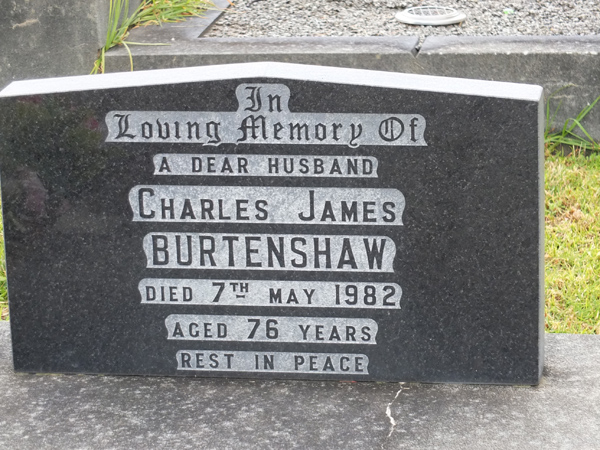 In
Loving Memory Of
A DEAR HUSBAND
CHARLES JAMES
BURTENSHAW
DIED 7TH MAY 1982
AGED 76 YEARS
REST IN PEACE